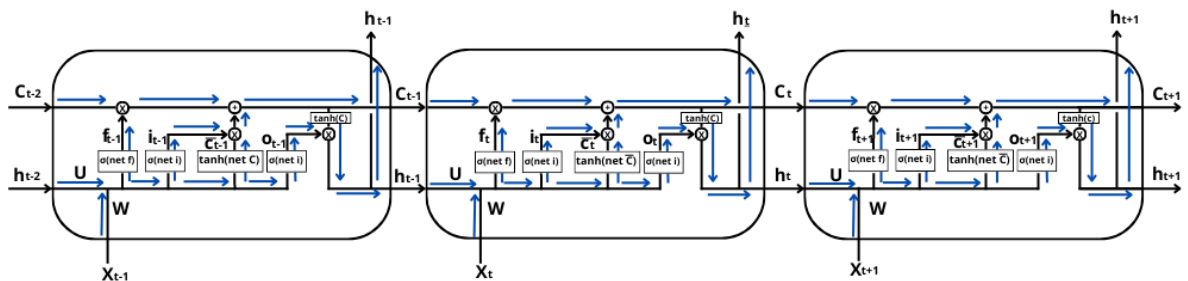 h t-1 h t h t+1
C t-2 C t-1 C t C t+1
x + x + x +
tanh(C) tanh(C) tanh(c)
f t-1 i t-1 C̅ t-1 x o t-1 x f t i t C̅ t x o t x f t+1 i t+1 C̅ t+1 x o t+1 x
σ(net f) σ(net i) tanh(net C) σ(net i) σ(net f) σ(net i) tanh(net C̅) σ(net i) σ(net f) σ(net i) tanh(net C̅) σ(net i)
h t-2 U h t-1 U h t U h t+1
W W W
X t-1 X t X t+1